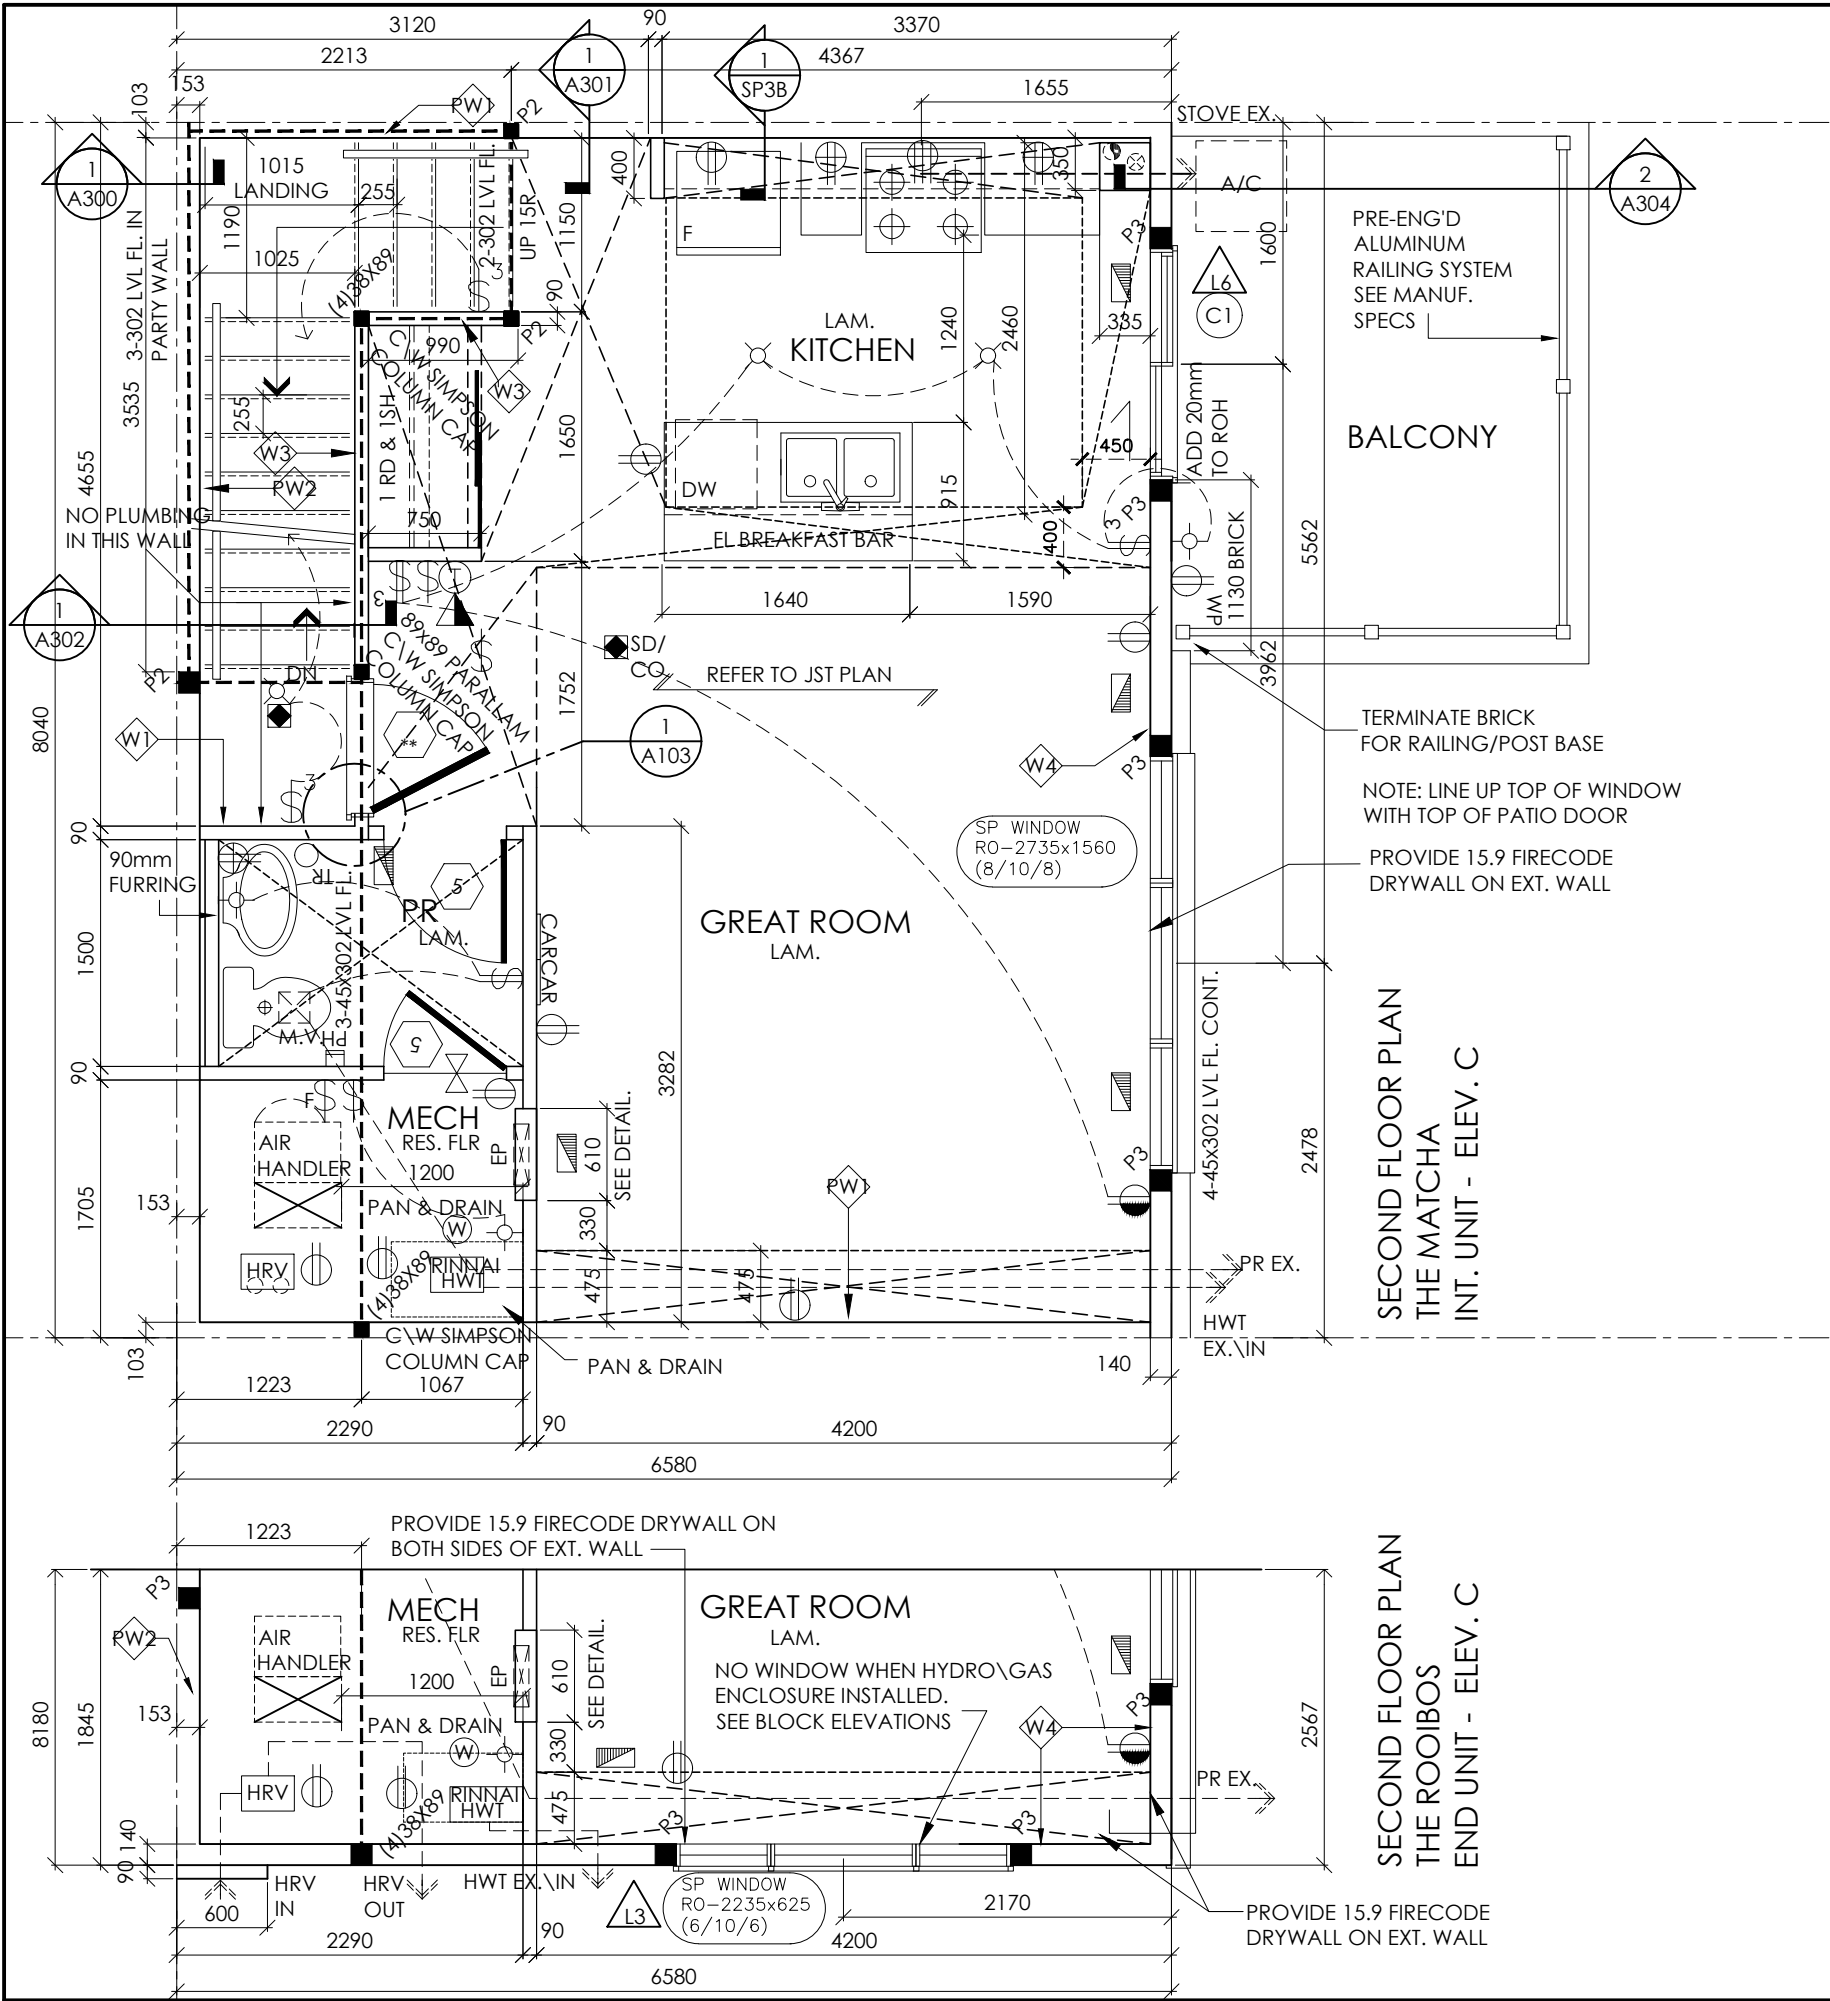 3120
90
3370
2213
1
A301
1
SP3B
4367
153
103
PW1
P2
1655
STOVE EX.
1
A300
1015
LANDING
255
400
350
A/C
2
A304
3-302 LVL FL. IN
PARTY WALL
1190
2-302 LVL FL.
UP 15R
1150
F
P3
1600
PRE-ENG'D
ALUMINUM
RAILING SYSTEM
SEE MANUF.
SPECS
1025
(4)38X89
3
S
90
L6
C1
LAM.
KITCHEN
1240
2460
335
990
P2
C\W SIMPSON
COLUMN CAP
W3
3535
255
1 RD & 1SH
1650
ADD 20mm
TO ROH
BALCONY
W3
4655
PW2
450
DW
915
P3
3
S
NO PLUMBING
IN THIS WALL
750
FL BREAKFAST BAR
400
1130 BRICK
WP
5562
S S
3
T
1
A302
1640
1590
89x89 PARALLAM
C\W SIMPSON
COLUMN CAP
S
SD/
CO
REFER TO JST PLAN
3962
P2
DN
1752
TERMINATE BRICK
FOR RAILING/POST BASE
8040
W1
**
1
A103
W4
P3
NOTE: LINE UP TOP OF WINDOW
WITH TOP OF PATIO DOOR
S
3
SP WINDOW
RO-2735x1560
(8/10/8)
90
90mm
FURRING
TR
5
PROVIDE 15.9 FIRECODE
DRYWALL ON EXT. WALL
PR
LAM.
GREAT ROOM
LAM.
1500
3-45x302 LVL FL.
CARCAR
S
M.V.
PH.
5
4-45x302 LVL FL. CONT.
SECOND FLOOR PLAN
THE MATCHA
INT. UNIT - ELEV. C
90
3282
F
S S
MECH
RES. FLR
AIR
HANDLER
EP
610
SEE DETAIL.
2478
1200
P3
PW1
1705
153
PAN & DRAIN
W
330
HRV
RINNAI
HWT
(4)38X89
475
475
PR EX.
HWT
EX.\IN
C\W SIMPSON
COLUMN CAP
PAN & DRAIN
103
140
1223
1067
2290
90
4200
6580
1223
PROVIDE 15.9 FIRECODE DRYWALL ON
BOTH SIDES OF EXT. WALL
P3
MECH
RES. FLR
GREAT ROOM
LAM.
PW2
AIR
HANDLER
EP
610
SEE DETAIL.
NO WINDOW WHEN HYDRO\GAS
ENCLOSURE INSTALLED.
SEE BLOCK ELEVATIONS
1200
8180
1845
153
PAN & DRAIN
W
330
W4
P3
2567
SECOND FLOOR PLAN
THE ROOIBOS
END UNIT - ELEV. C
HRV
RINNAI
HWT
(4)38X89
475
P3
P3
PR EX.
140
90
HRV
IN
HRV
OUT
HWT EX.\IN
L3
SP WINDOW
RO-2235x625
(6/10/6)
600
2170
PROVIDE 15.9 FIRECODE
DRYWALL ON EXT. WALL
2290
90
4200
6580